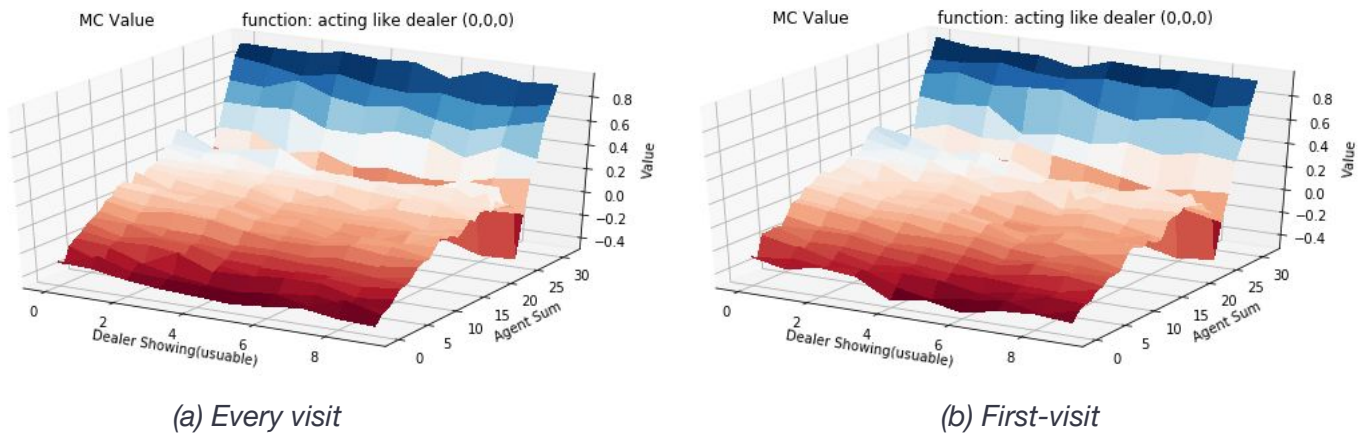 MC Value function: acting like dealer (0,0,0)
0.8
0.6
0.4
0.2
0.0
−0.2
−0.4
Value
0 2 4 6 8
Dealer Showing(usuable)
0 5 10 15 20 25 30
Agent Sum
(a) Every visit
MC Value function: acting like dealer (0,0,0)
0.8
0.6
0.4
0.2
0.0
−0.2
−0.4
Value
0 2 4 6 8
Dealer Showing(usuable)
0 5 10 15 20 25 30
Agent Sum
(b) First-visit